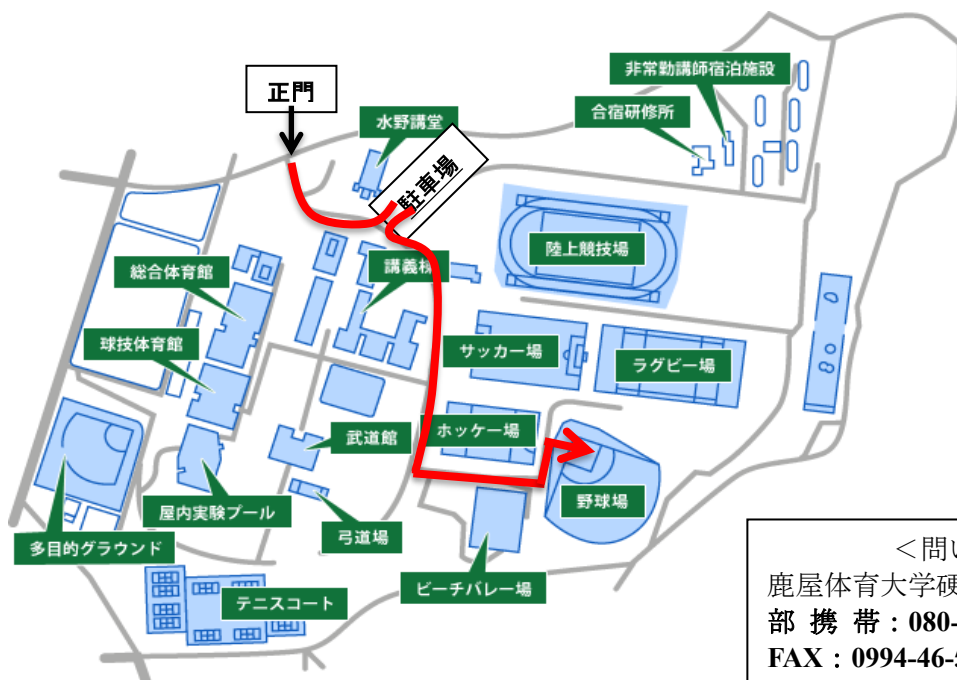 正門
非常勤講師宿泊施設
合宿研修所
水野講堂
駐車場
陸上競技場
総合体育館
講義棟
球技体育館
サッカー場
ラグビー場
ホッケー場
武道館
野球場
屋内実験プール
弓道場
多目的グラウンド
ビーチバレー場
テニスコート
＜問い
鹿屋体育大学硬
部 携 帯：080-
FAX：0994-46-5